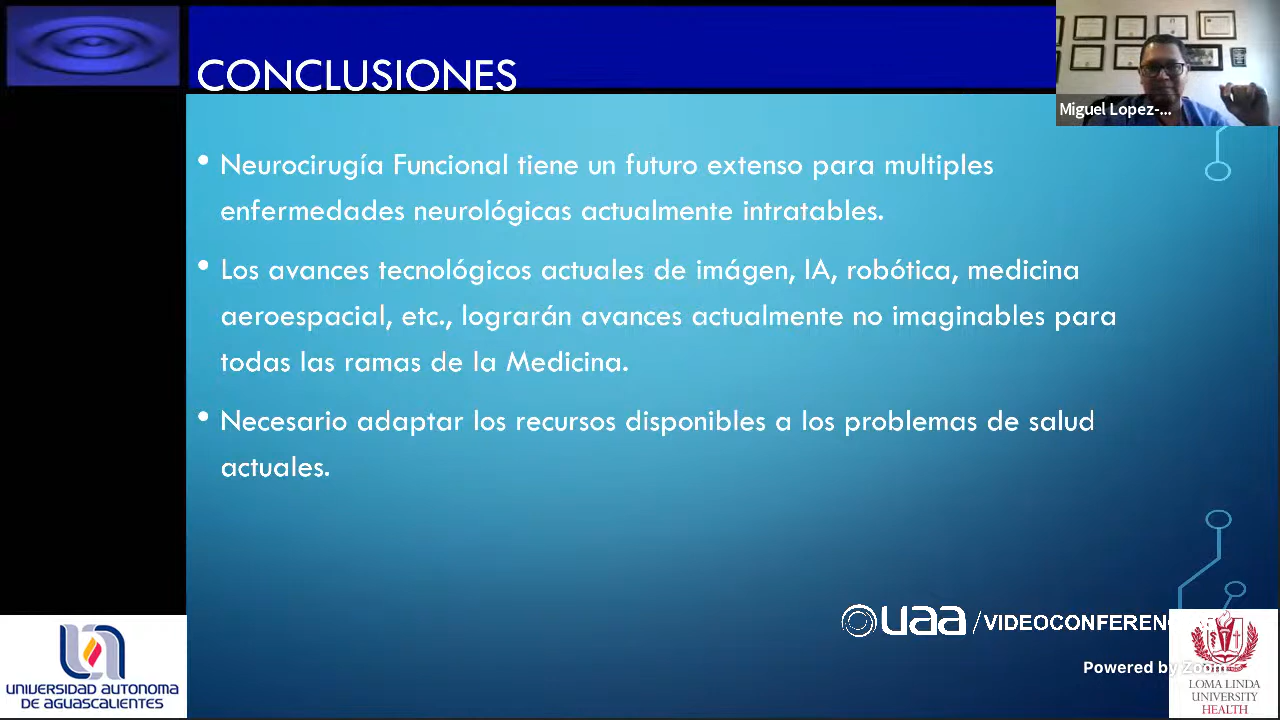 CONCLUSIONES
Miguel Lopez-...
• Neurocirugía Funcional tiene un futuro extenso para multiples
enfermedades neurológicas actualmente intratables.
• Los avances tecnológicos actuales de imágen, IA, robótica, medicina
aeroespacial, etc., lograrán avances actualmente no imaginables para
todas las ramas de la Medicina.
• Necesario adaptar los recursos disponibles a los problemas de salud
actuales.
uaa /VIDEOCONFEREN
Powered by Zoom
UNIVERSIDAD AUTONOMA
DE AGUASCALIENTES
LOMA LINDA
UNIVERSITY
HEALTH